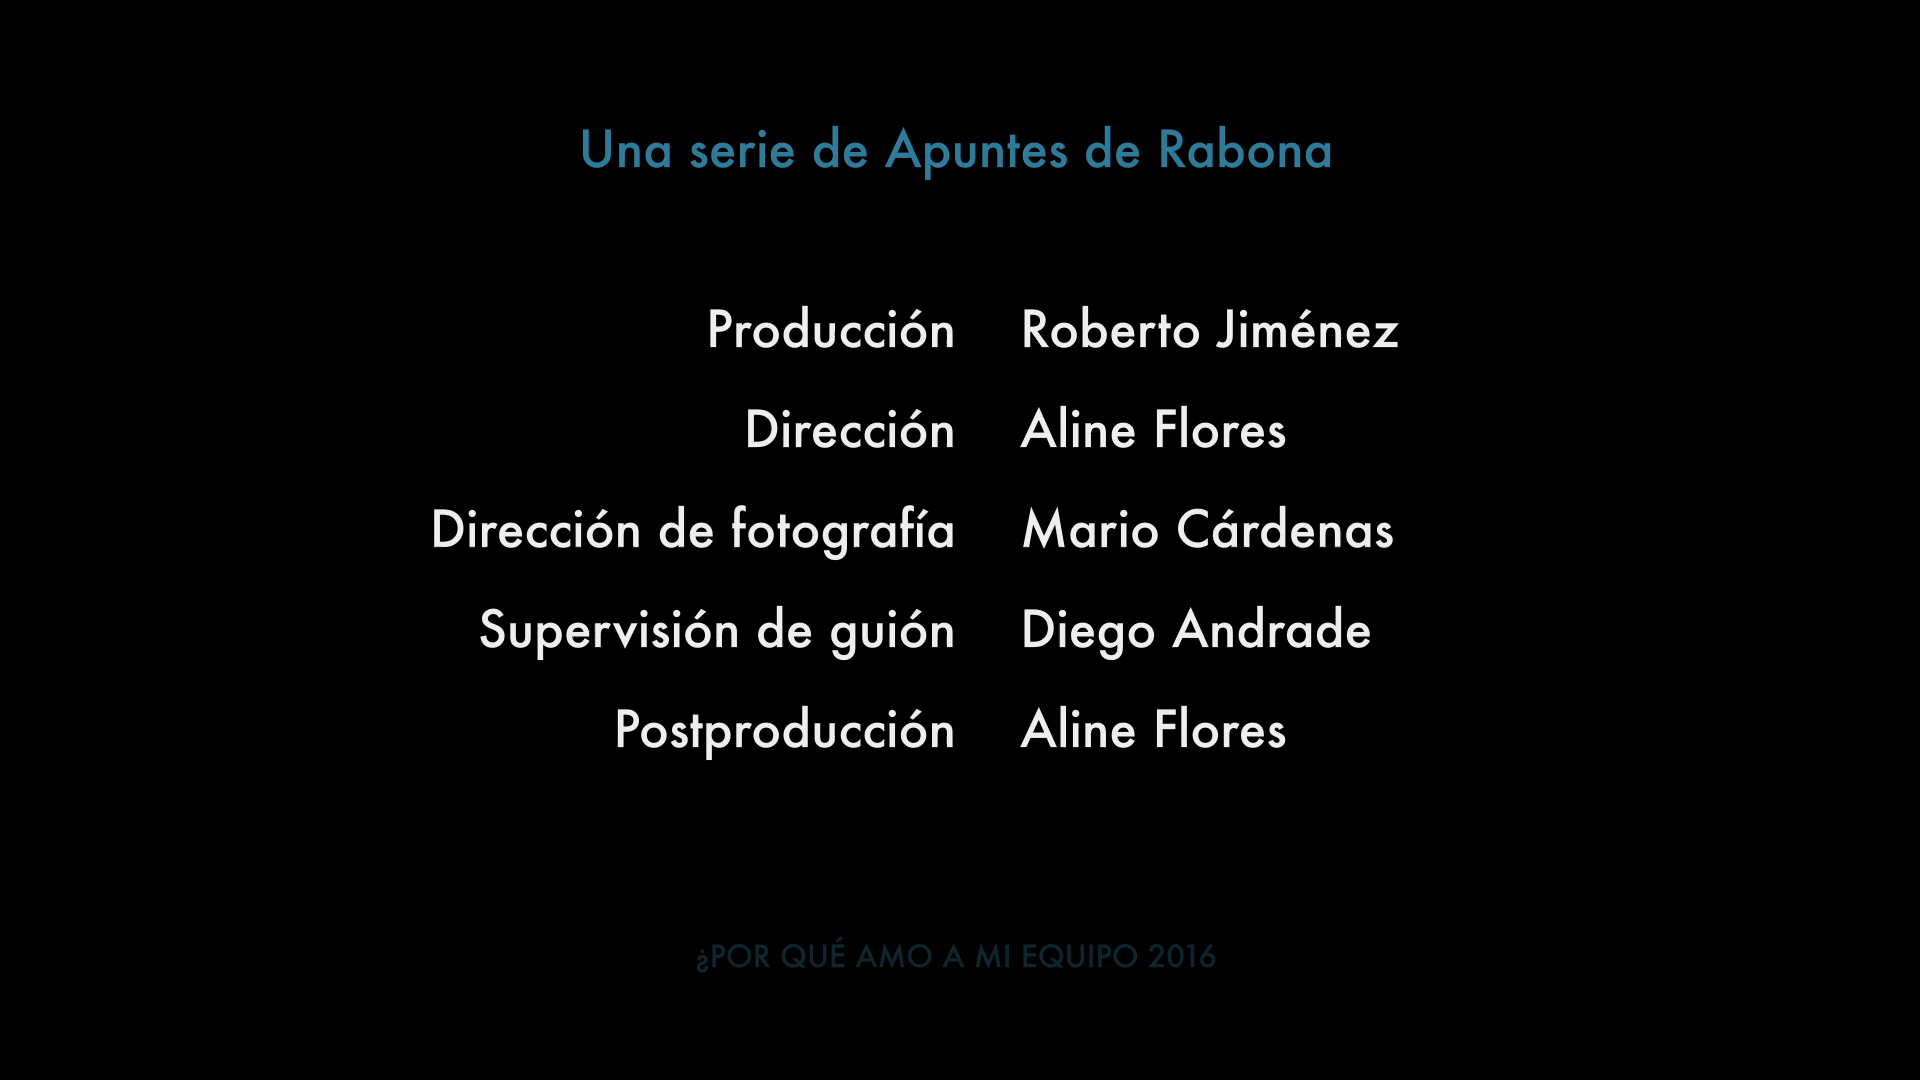 Una serie de Apuntes de Rabona
Producción Roberto Jiménez
Dirección Aline Flores
Dirección de fotografía Mario Cárdenas
Supervisión de guión Diego Andrade
Postproducción Aline Flores
¿POR QUÉ AMO A MI EQUIPO 2016